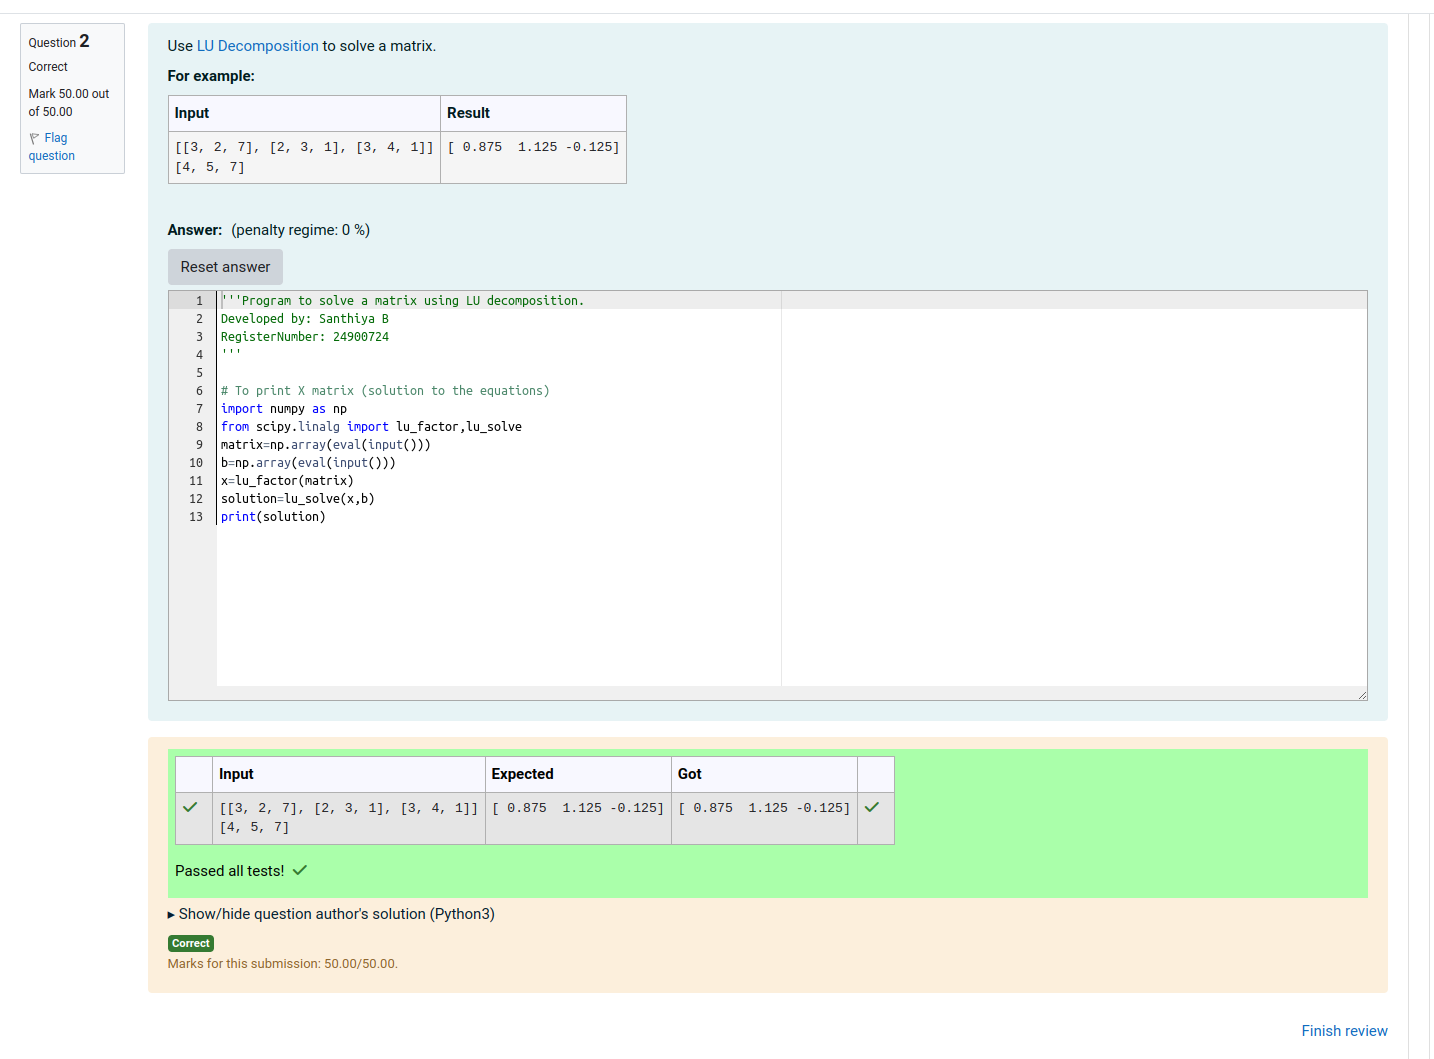 Question 2
Correct
Mark 50.00 out
of 50.00
Flag
question
Use LU Decomposition to solve a matrix.
For example:
Input Result
[[3, 2, 7], [2, 3, 1], [3, 4, 1]] [ 0.875  1.125 -0.125]
[4, 5, 7]
Answer: (penalty regime: 0 %)
Reset answer
1 '''Program to solve a matrix using LU decomposition.
2 Developed by: Santhiya B
3 RegisterNumber: 24900724
4 '''
5
6 # To print X matrix (solution to the equations)
7 import numpy as np
8 from scipy.linalg import lu_factor,lu_solve
9 matrix=np.array(eval(input()))
10 b=np.array(eval(input()))
11 x=lu_factor(matrix)
12 solution=lu_solve(x,b)
13 print(solution)
Input Expected Got
[[3, 2, 7], [2, 3, 1], [3, 4, 1]] [ 0.875  1.125 -0.125] [ 0.875  1.125 -0.125]
[4, 5, 7]
Passed all tests!
Show/hide question author's solution (Python3)
Correct
Marks for this submission: 50.00/50.00.
Finish review